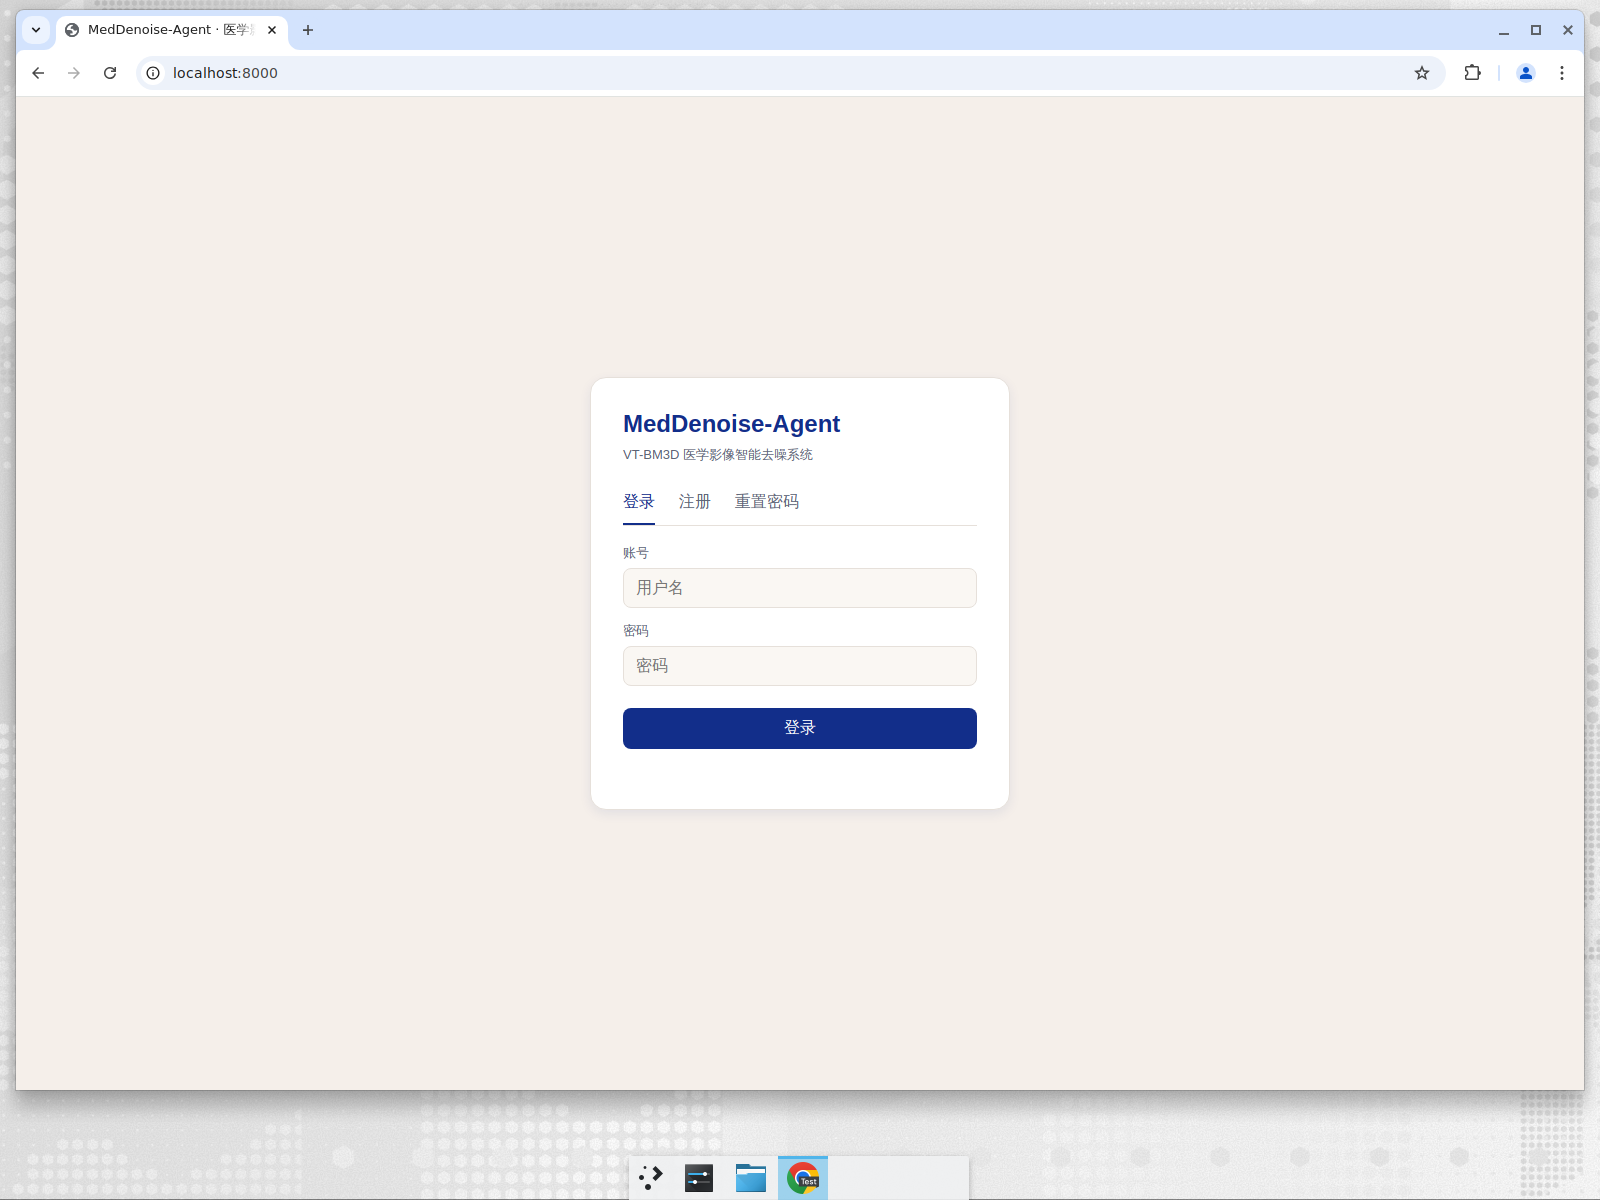 MedDenoise-Agent · 医学
localhost:8000
MedDenoise-Agent
VT-BM3D 医学影像智能去噪系统
登录 注册 重置密码
账号
用户名
密码
密码
登录
Test